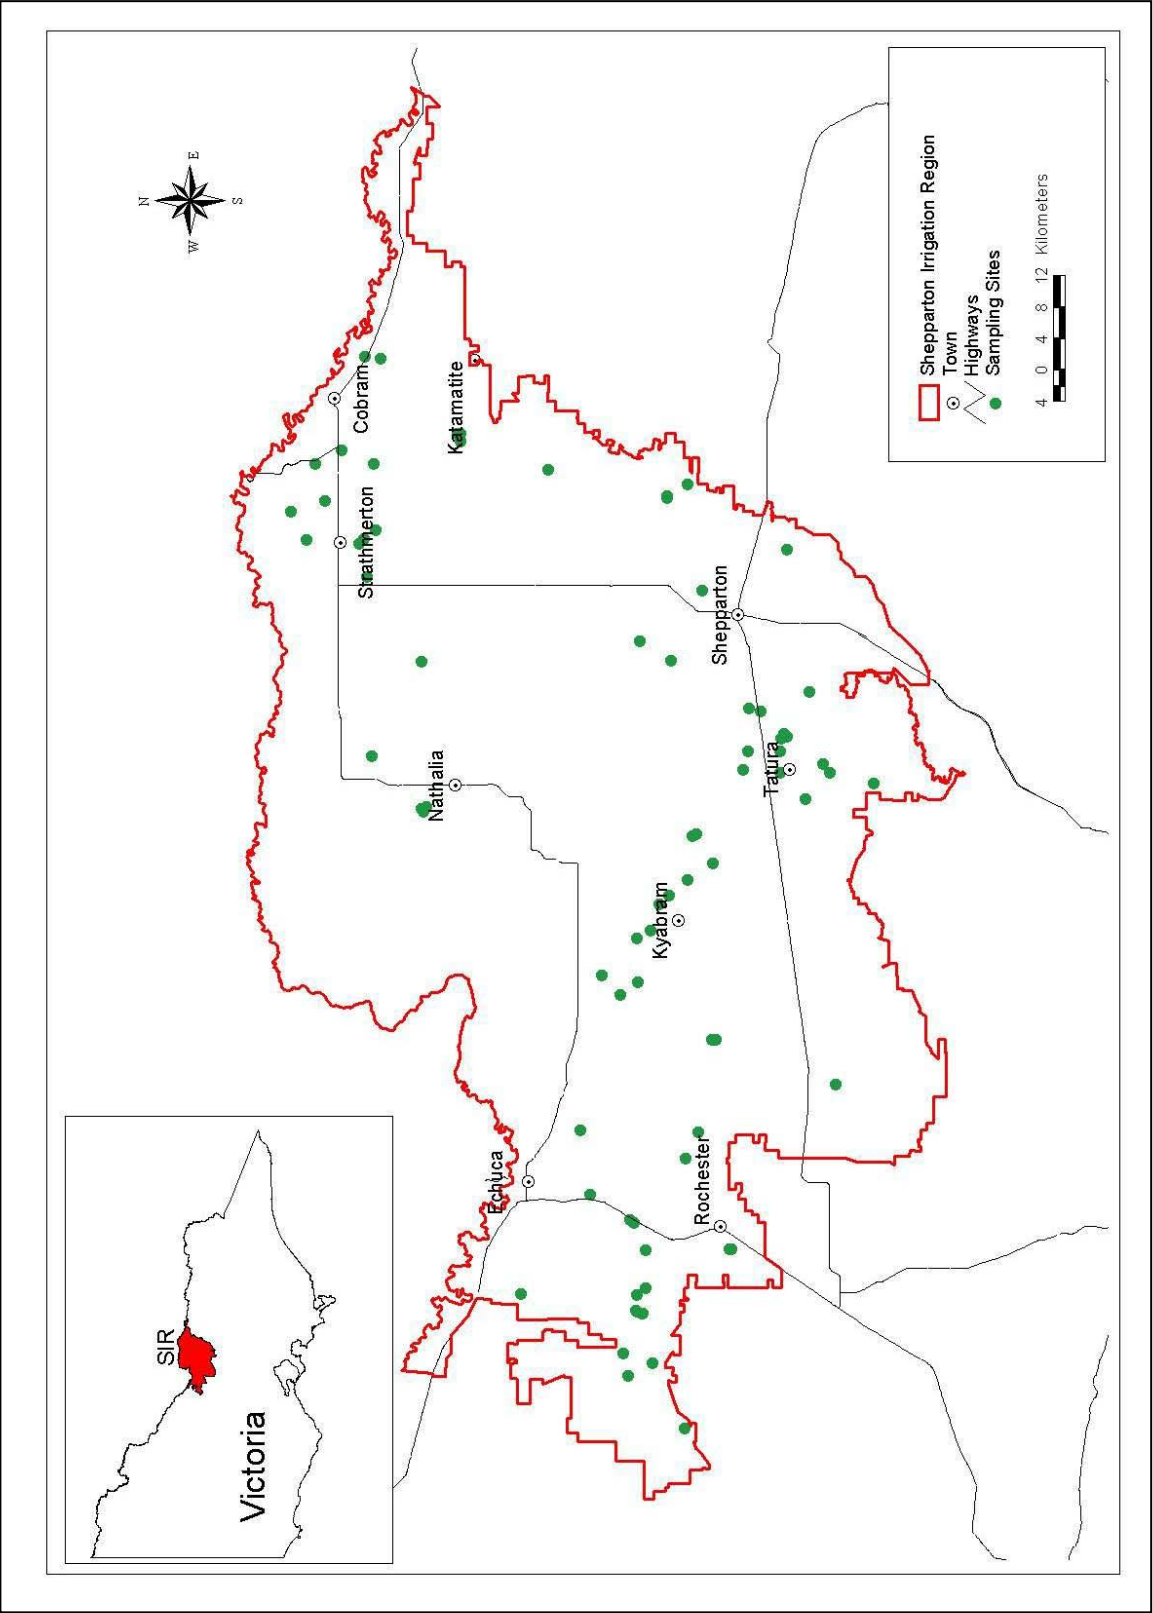 SIR
Victoria
N
W
E
S
Cobram
Strathmerton
Katamatite
Nathalia
Echuca
Shepparton
Kyabram
Tatura
Rochester
Shepparton Irrigation Region
Town
Highways
Sampling Sites
4 0 4 8 12 Kilometers